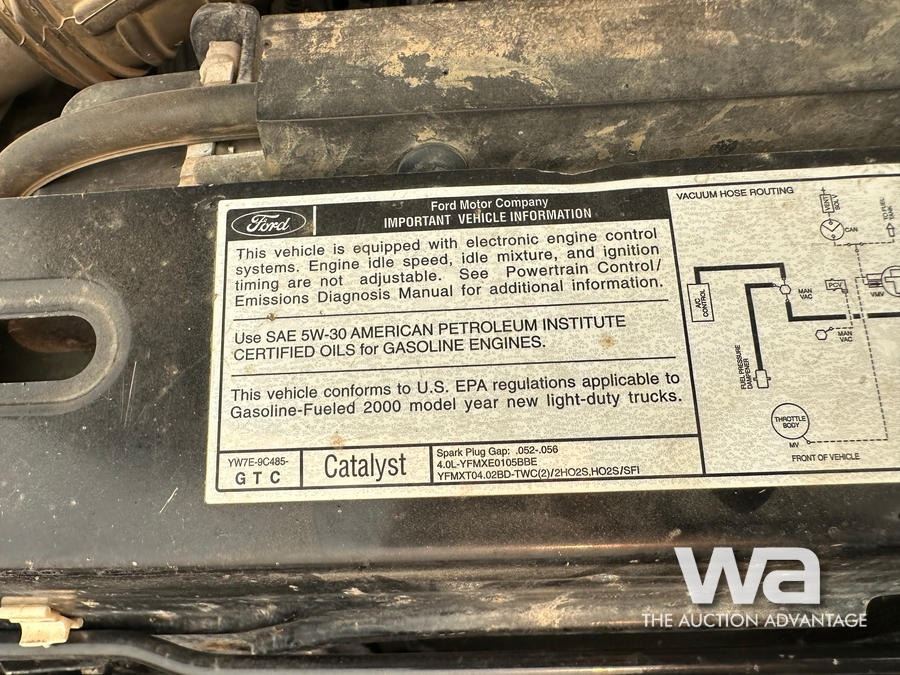 Ford
Ford Motor Company
IMPORTANT VEHICLE INFORMATION
This vehicle is equipped with electronic engine control
systems. Engine idle speed, idle mixture, and ignition
timing are not adjustable. See Powertrain Control/
Emissions Diagnosis Manual for additional information.
Use SAE 5W-30 AMERICAN PETROLEUM INSTITUTE
CERTIFIED OILS for GASOLINE ENGINES.
This vehicle conforms to U.S. EPA regulations applicable to
Gasoline-Fueled 2000 model year new light-duty trucks.
YW7E-9C485-
G T C
Catalyst
Spark Plug Gap: .052-.056
4.0L-YFMXE0105BBE
YFMXT04.02BD-TWC(2)/2HO2S.HO2S/SFI
VACUUM HOSE ROUTING
VENT
SOL V
CAN
TO FUEL
TANK
A/C
CONTROL
MAN
VAC
PCV
VMV
MAN
VAC
FUEL PRESSURE
DAMPENER
THROTTLE
BODY
MV
FRONT OF VEHICLE
wa
THE AUCTION ADVANTAGE